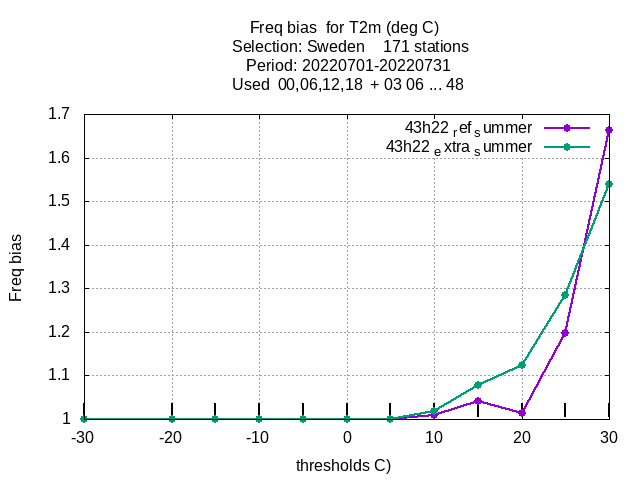 Freq bias  for T2m (deg C)
Selection: Sweden    171 stations
Period: 20220701-20220731
Used  00,06,12,18  + 03 06 ... 48
43h22 ref summer
43h22 extra summer
1.7
1.6
1.5
1.4
1.3
1.2
1.1
1
Freq bias
-30
-20
-10
0
10
20
30
thresholds C)